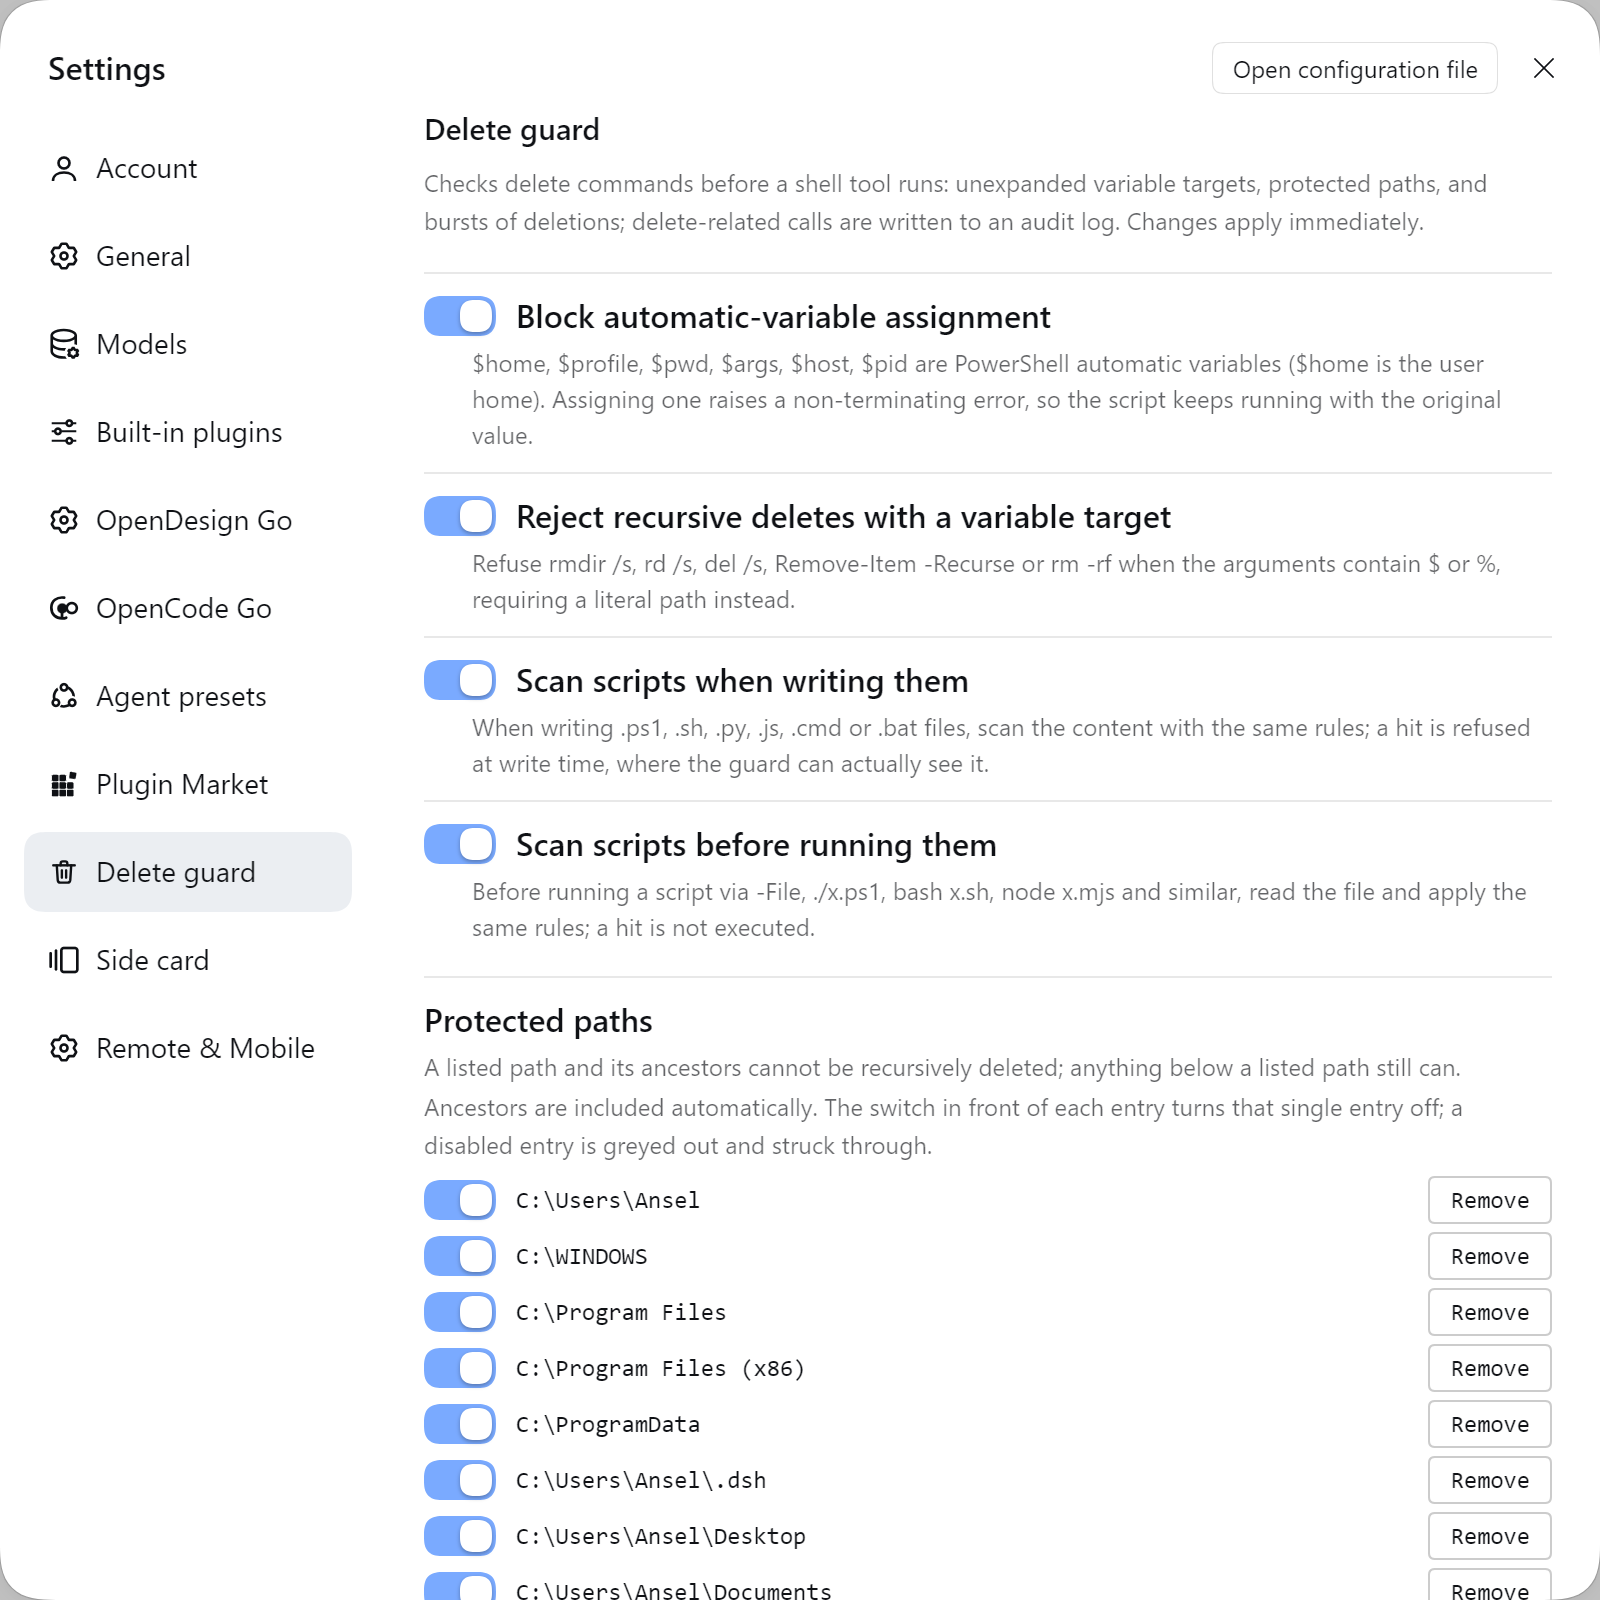 Settings
Open configuration file
Account
General
Models
Built-in plugins
OpenDesign Go
OpenCode Go
Agent presets
Plugin Market
Delete guard
Side card
Remote & Mobile
Delete guard
Checks delete commands before a shell tool runs: unexpanded variable targets, protected paths, and
bursts of deletions; delete-related calls are written to an audit log. Changes apply immediately.
Block automatic-variable assignment
$home, $profile, $pwd, $args, $host, $pid are PowerShell automatic variables ($home is the user
home). Assigning one raises a non-terminating error, so the script keeps running with the original
value.
Reject recursive deletes with a variable target
Refuse rmdir /s, rd /s, del /s, Remove-Item -Recurse or rm -rf when the arguments contain $ or %,
requiring a literal path instead.
Scan scripts when writing them
When writing .ps1, .sh, .py, .js, .cmd or .bat files, scan the content with the same rules; a hit is refused
at write time, where the guard can actually see it.
Scan scripts before running them
Before running a script via -File, ./x.ps1, bash x.sh, node x.mjs and similar, read the file and apply the
same rules; a hit is not executed.
Protected paths
A listed path and its ancestors cannot be recursively deleted; anything below a listed path still can.
Ancestors are included automatically. The switch in front of each entry turns that single entry off; a
disabled entry is greyed out and struck through.
C:\Users\Ansel Remove
C:\WINDOWS Remove
C:\Program Files Remove
C:\Program Files (x86) Remove
C:\ProgramData Remove
C:\Users\Ansel\.dsh Remove
C:\Users\Ansel\Desktop Remove
C:\Users\Ansel\Documents Remove